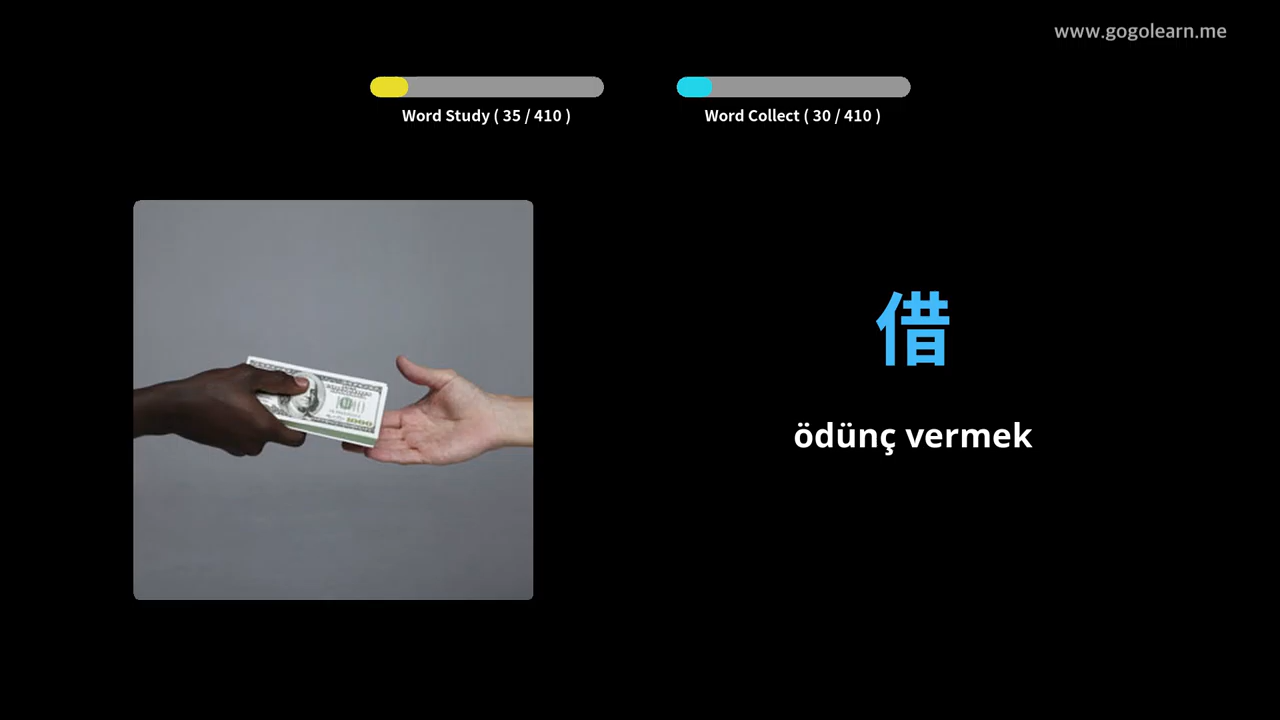 www.gogolearn.me
Word Study ( 35 / 410 )
Word Collect ( 30 / 410 )
借
ödünç vermek